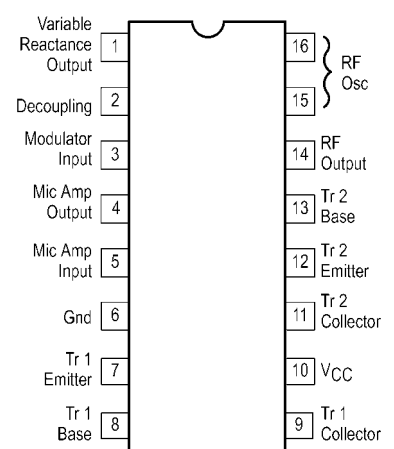 Variable
Reactance
Output
1
Decoupling
2
Modulator
Input
3
Mic Amp
Output
4
Mic Amp
Input
5
Gnd
6
Tr 1
Emitter
7
Tr 1
Base
8
16
15
RF
Osc
14
RF
Output
13
Tr 2
Base
12
Tr 2
Emitter
11
Tr 2
Collector
10
VCC
9
Tr 1
Collector